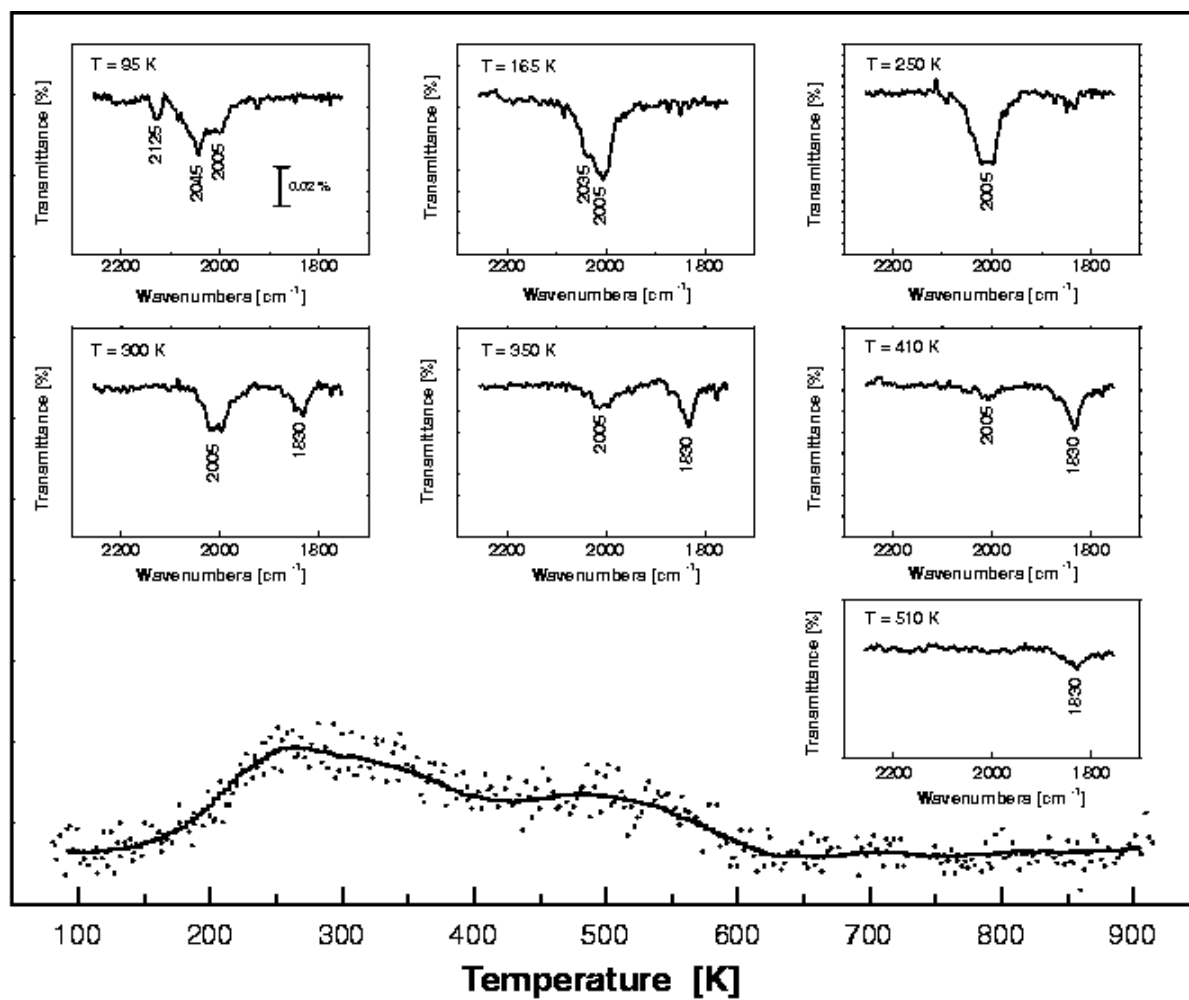 T = 95 K
Transmittance [%]
2125
2045
2005
0.02 %
2200 2000 1800
Wavenumbers [cm⁻¹]
T = 165 K
Transmittance [%]
2035
2005
2200 2000 1800
Wavenumbers [cm⁻¹]
T = 250 K
Transmittance [%]
2005
2200 2000 1800
Wavenumbers [cm⁻¹]
T = 300 K
Transmittance [%]
2005
1830
2200 2000 1800
Wavenumbers [cm⁻¹]
T = 350 K
Transmittance [%]
2005
1830
2200 2000 1800
Wavenumbers [cm⁻¹]
T = 410 K
Transmittance [%]
2005
1830
2200 2000 1800
Wavenumbers [cm⁻¹]
T = 510 K
Transmittance [%]
1830
2200 2000 1800
Wavenumbers [cm⁻¹]
100 200 300 400 500 600 700 800 900
Temperature [K]